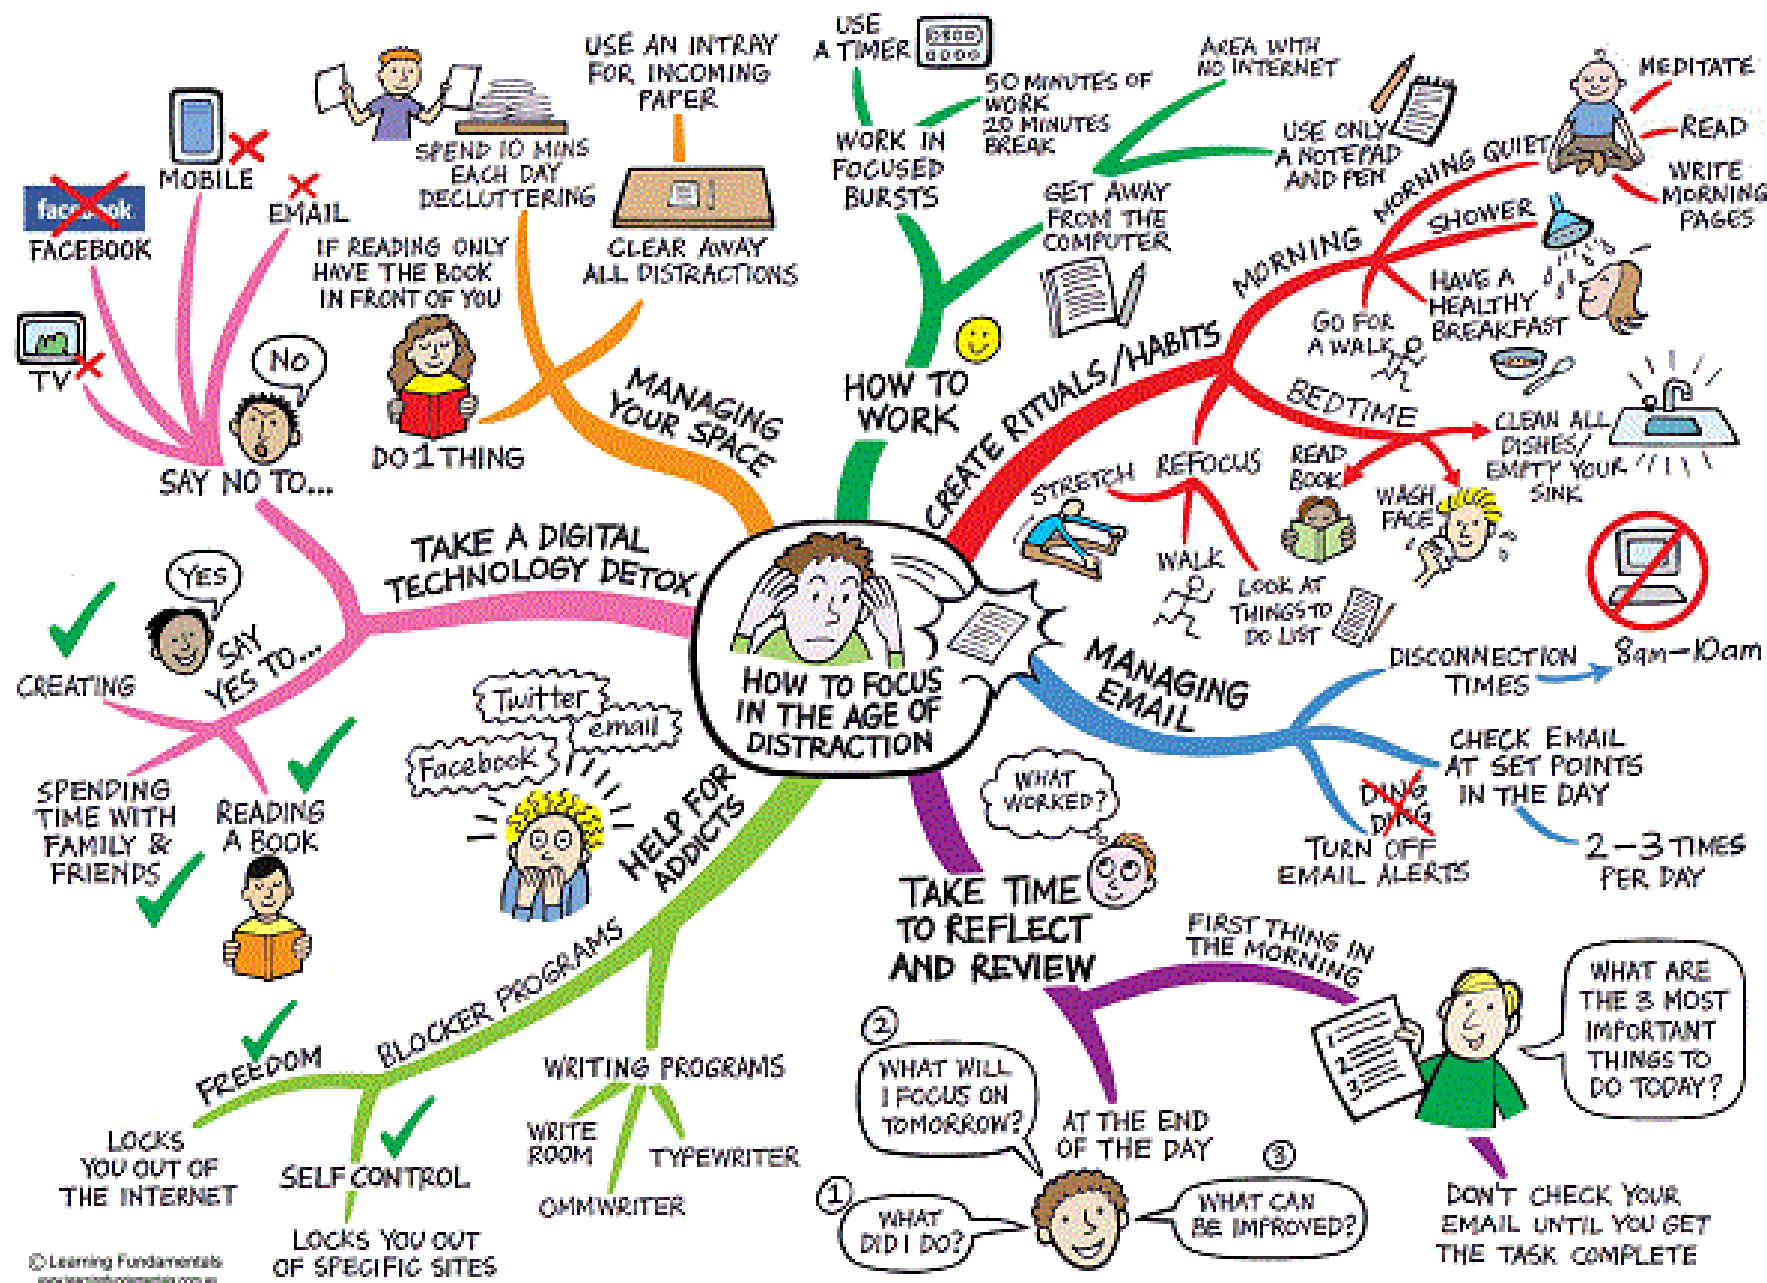 HOW TO FOCUS
IN THE AGE OF
DISTRACTION
HOW TO
WORK
WORK IN
FOCUSED
BURSTS
USE
A TIMER
50 MINUTES OF
WORK
20 MINUTES
BREAK
GET AWAY
FROM THE
COMPUTER
AREA WITH
NO INTERNET
USE ONLY
A NOTEPAD
AND PEN
CREATE RITUALS/HABITS
MORNING
MORNING QUIET
MEDITATE
READ
WRITE
MORNING
PAGES
SHOWER
HAVE A
HEALTHY
BREAKFAST
GO FOR
A WALK
BEDTIME
CLEAN ALL
DISHES/
EMPTY YOUR
SINK
WASH
FACE
READ
BOOK
REFOCUS
STRETCH
WALK
LOOK AT
THINGS TO
DO LIST
MANAGING
EMAIL
DISCONNECTION
TIMES
8am-10am
CHECK EMAIL
AT SET POINTS
IN THE DAY
2-3 TIMES
PER DAY
DING
DING
TURN OFF
EMAIL ALERTS
TAKE TIME
TO REFLECT
AND REVIEW
WHAT
WORKED?
FIRST THING IN
THE MORNING
1
2
3
WHAT ARE
THE 3 MOST
IMPORTANT
THINGS TO
DO TODAY?
DON'T CHECK YOUR
EMAIL UNTIL YOU GET
THE TASK COMPLETE
AT THE END
OF THE DAY
1
WHAT
DID I DO?
2
WHAT WILL
I FOCUS ON
TOMORROW?
3
WHAT CAN
BE IMPROVED?
HELP FOR
ADDICTS
Twitter
email
Facebook
BLOCKER PROGRAMS
FREEDOM
LOCKS
YOU OUT OF
THE INTERNET
SELF CONTROL
LOCKS YOU OUT
OF SPECIFIC SITES
WRITING PROGRAMS
WRITE
ROOM
OMMWRITER
TYPEWRITER
TAKE A DIGITAL
TECHNOLOGY DETOX
SAY NO TO...
NO
TV
facebook
FACEBOOK
MOBILE
EMAIL
SAY
YES TO...
YES
CREATING
SPENDING
TIME WITH
FAMILY &
FRIENDS
READING
A BOOK
MANAGING
YOUR SPACE
SPEND 10 MINS
EACH DAY
DECLUTTERING
USE AN INTRAY
FOR INCOMING
PAPER
CLEAR AWAY
ALL DISTRACTIONS
IF READING ONLY
HAVE THE BOOK
IN FRONT OF YOU
DO 1 THING
© Learning Fundamentals